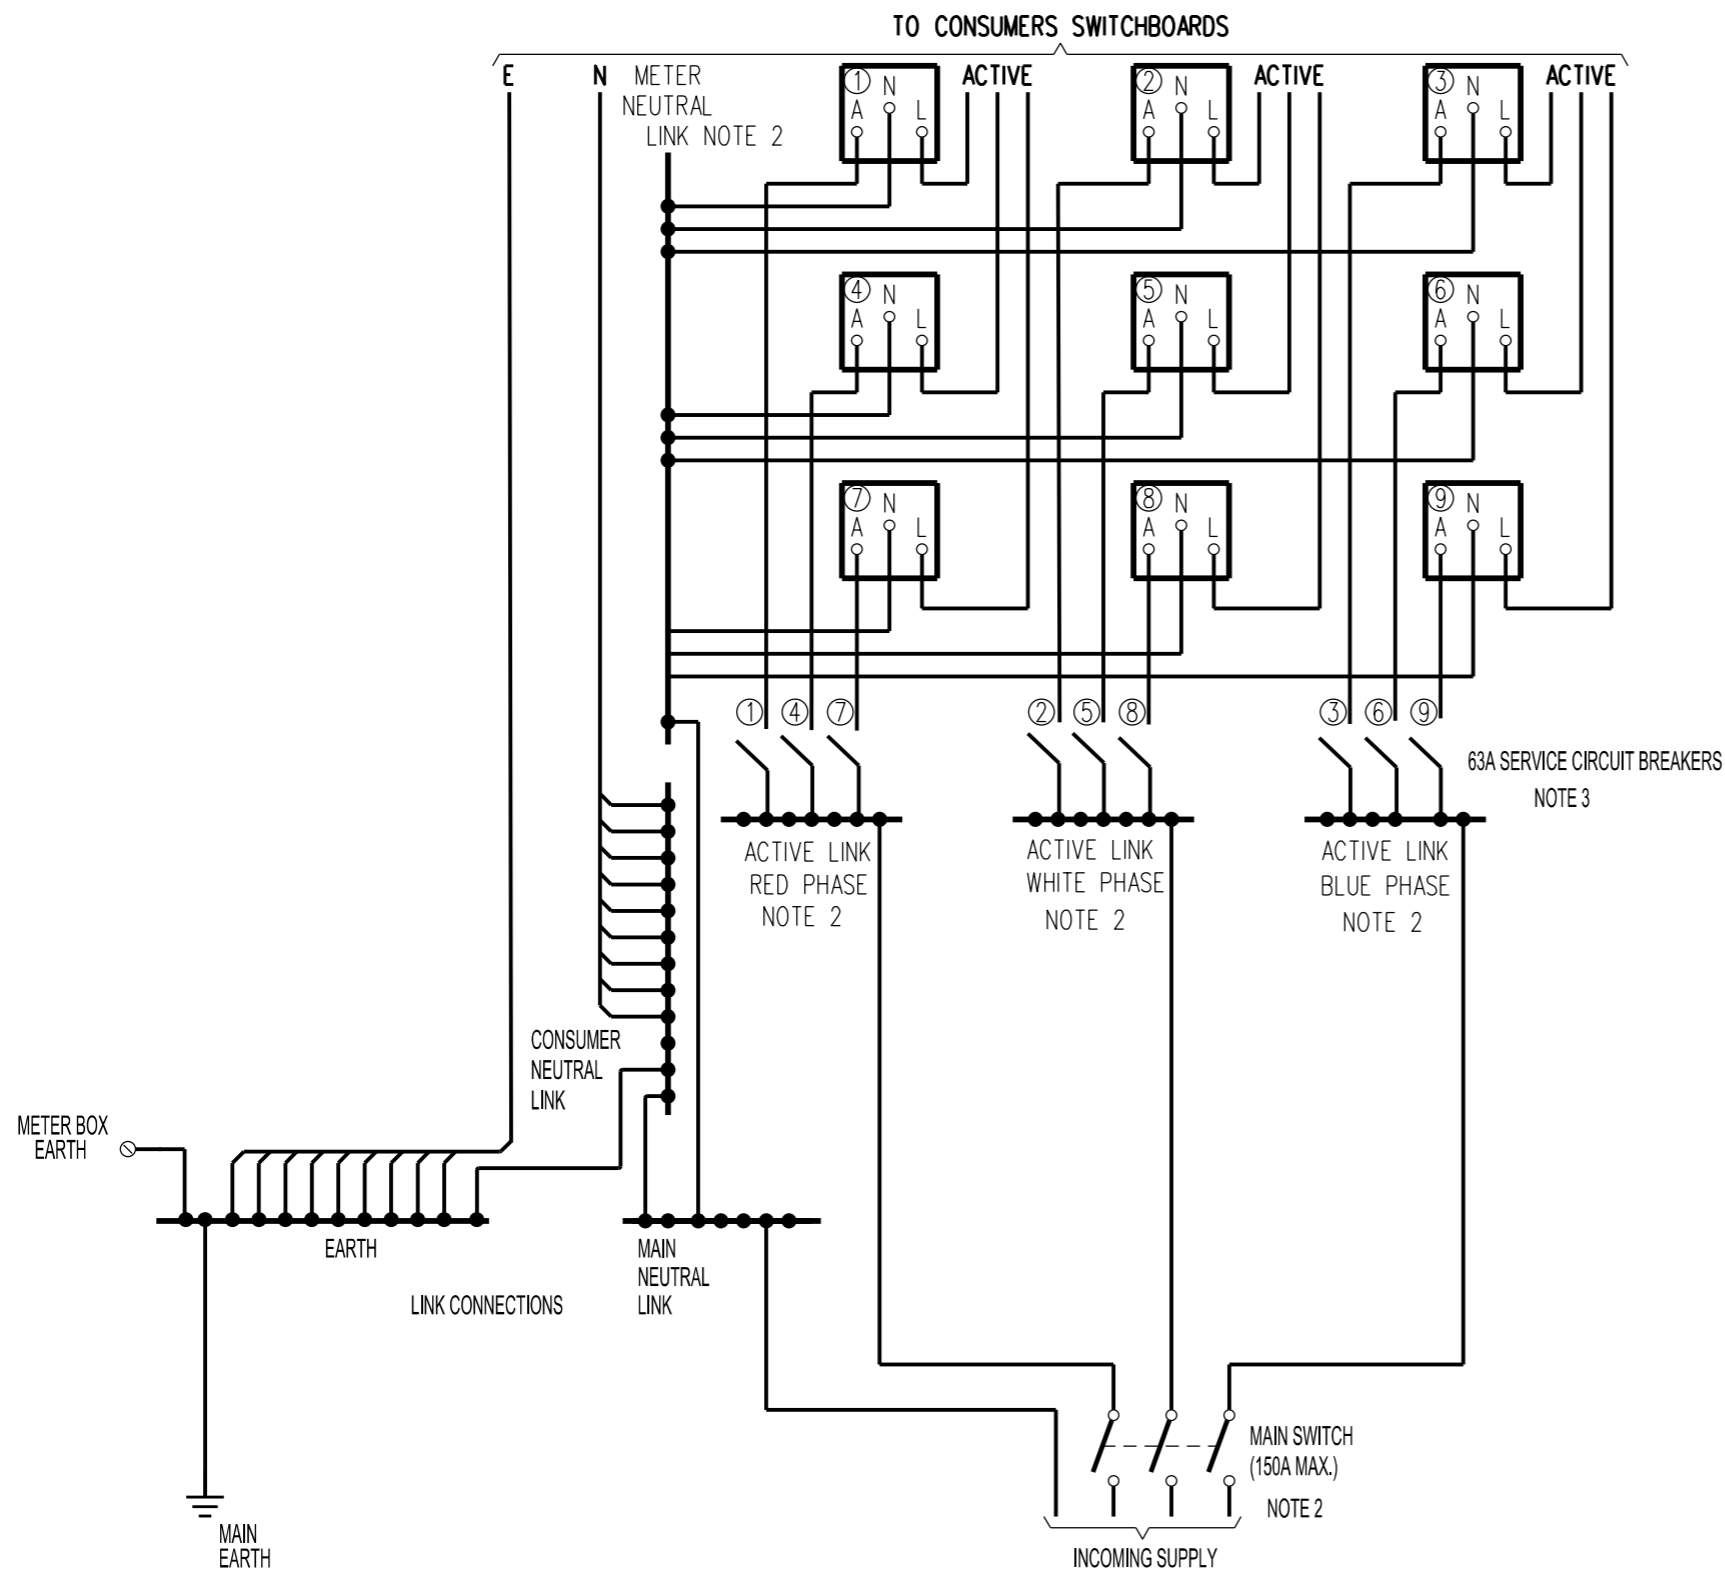 TO CONSUMERS SWITCHBOARDS
E
N
METER
NEUTRAL
LINK NOTE 2
① N
A L
ACTIVE
② N
A L
ACTIVE
③ N
A L
ACTIVE
④ N
A L
⑤ N
A L
⑥ N
A L
⑦ N
A L
⑧ N
A L
⑨ N
A L
① ④ ⑦
② ⑤ ⑧
③ ⑥ ⑨
63A SERVICE CIRCUIT BREAKERS
NOTE 3
ACTIVE LINK
RED PHASE
NOTE 2
ACTIVE LINK
WHITE PHASE
NOTE 2
ACTIVE LINK
BLUE PHASE
NOTE 2
CONSUMER
NEUTRAL
LINK
METER BOX
EARTH
EARTH
MAIN
NEUTRAL
LINK
LINK CONNECTIONS
MAIN SWITCH
(150A MAX.)
NOTE 2
MAIN
EARTH
INCOMING SUPPLY